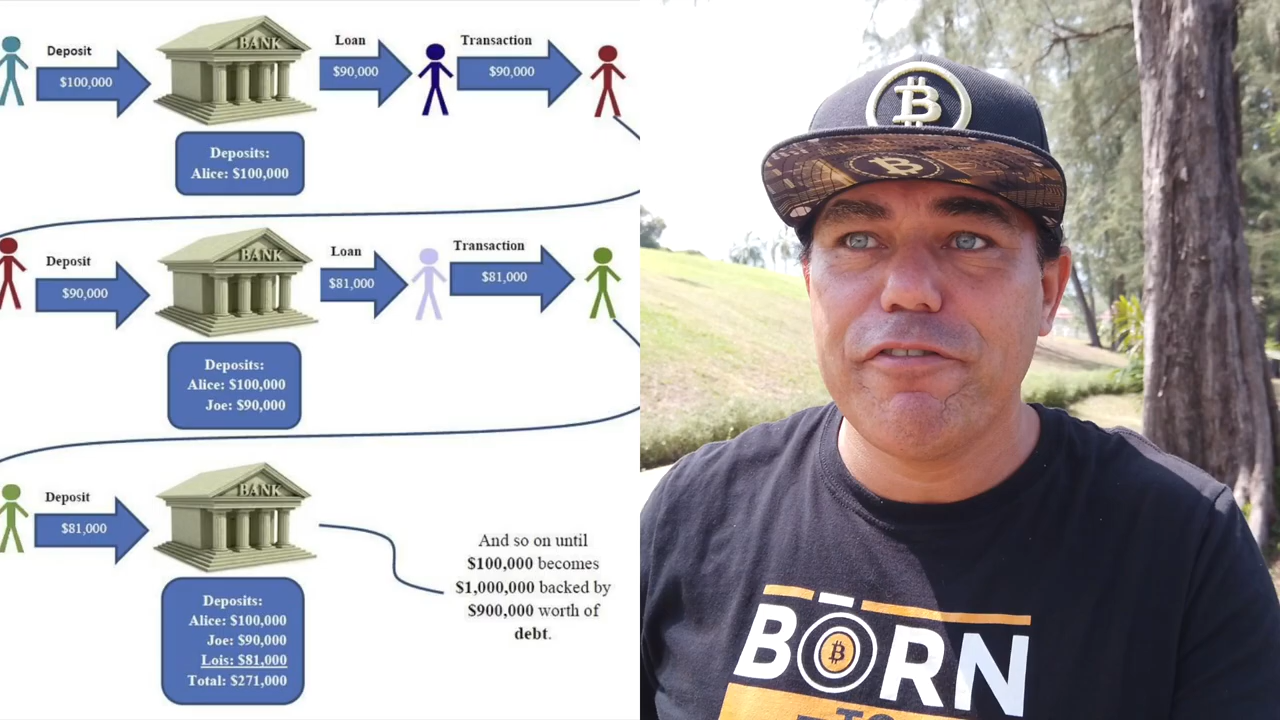 Deposit
$100,000
BANK
Loan
$90,000
Transaction
$90,000
Deposits:
Alice: $100,000
Deposit
$90,000
BANK
Loan
$81,000
Transaction
$81,000
Deposits:
Alice: $100,000
Joe: $90,000
Deposit
$81,000
BANK
And so on until
$100,000 becomes
$1,000,000 backed by
$900,000 worth of
debt.
Deposits:
Alice: $100,000
Joe: $90,000
Lois: $81,000
Total: $271,000
BORN
TO